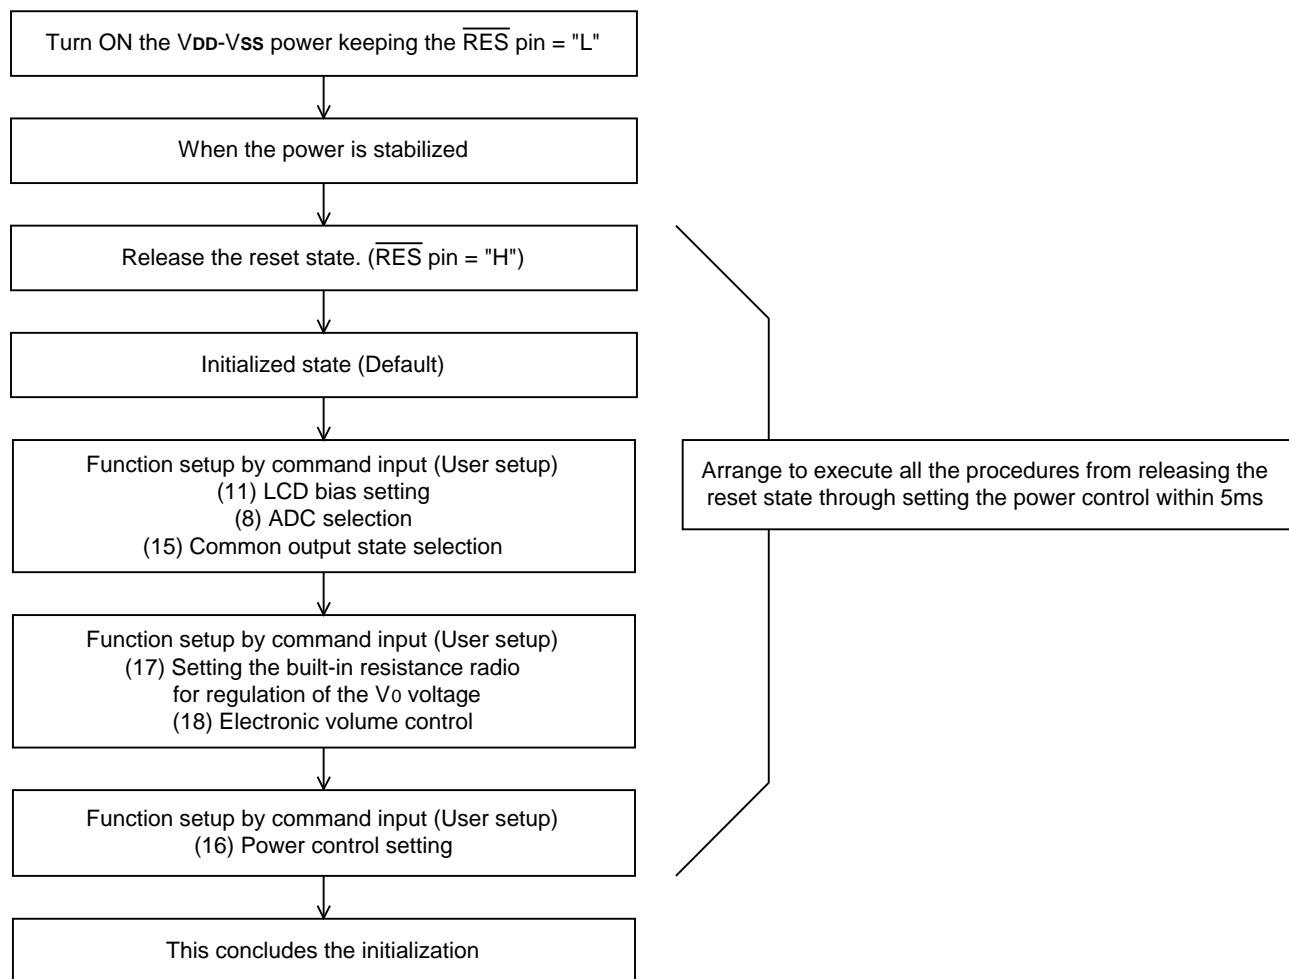 Turn ON the VDD-VSS power keeping the R̅E̅S̅ pin = "L"
When the power is stabilized
Release the reset state. (R̅E̅S̅ pin = "H")
Initialized state (Default)
Function setup by command input (User setup)
(11) LCD bias setting
(8) ADC selection
(15) Common output state selection
Arrange to execute all the procedures from releasing the
reset state through setting the power control within 5ms
Function setup by command input (User setup)
(17) Setting the built-in resistance radio
for regulation of the V0 voltage
(18) Electronic volume control
Function setup by command input (User setup)
(16) Power control setting
This concludes the initialization